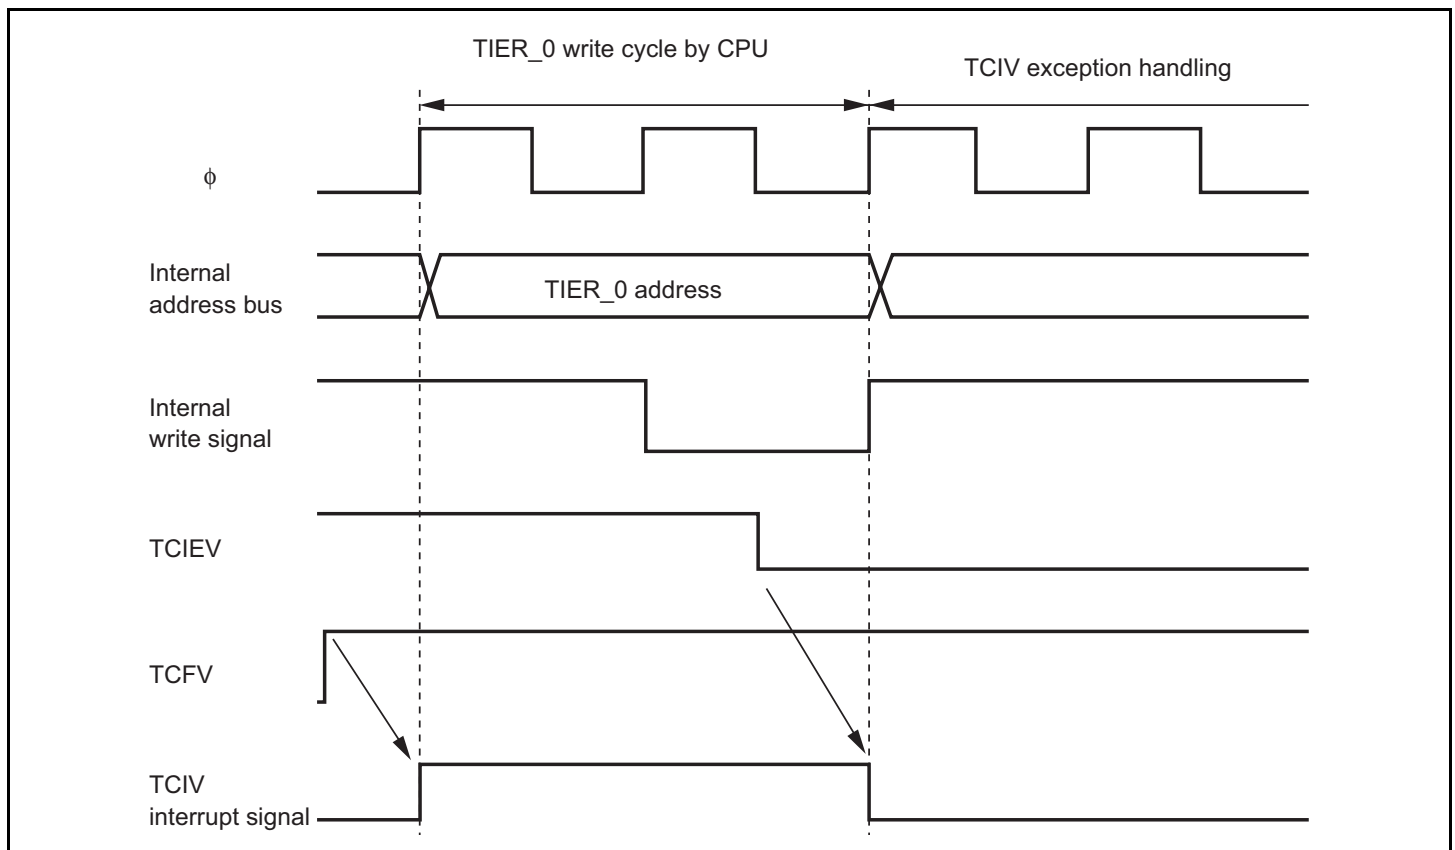 TIER_0 write cycle by CPU
TCIV exception handling
ϕ
Internal
address bus
TIER_0 address
Internal
write signal
TCIEV
TCFV
TCIV
interrupt signal